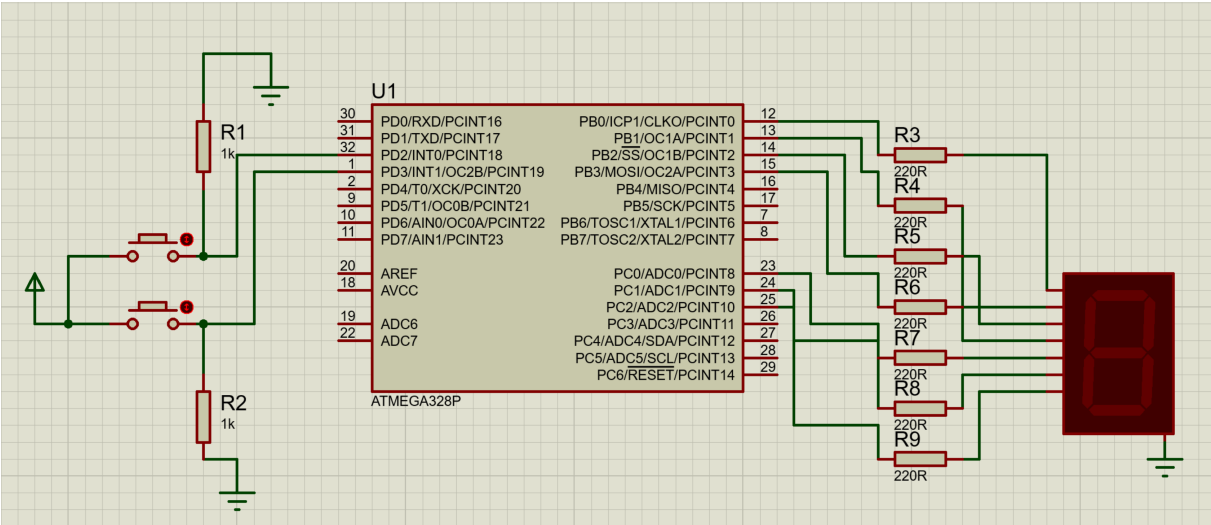 U1
30 PD0/RXD/PCINT16 PB0/ICP1/CLKO/PCINT0 12
31 PD1/TXD/PCINT17 PB1/OC1A/PCINT1 13
32 PD2/INT0/PCINT18 PB2/SS/OC1B/PCINT2 14
1 PD3/INT1/OC2B/PCINT19 PB3/MOSI/OC2A/PCINT3 15
2 PD4/T0/XCK/PCINT20 PB4/MISO/PCINT4 16
9 PD5/T1/OC0B/PCINT21 PB5/SCK/PCINT5 17
10 PD6/AIN0/OC0A/PCINT22 PB6/TOSC1/XTAL1/PCINT6 7
11 PD7/AIN1/PCINT23 PB7/TOSC2/XTAL2/PCINT7 8
20 AREF PC0/ADC0/PCINT8 23
18 AVCC PC1/ADC1/PCINT9 24
PC2/ADC2/PCINT10 25
19 ADC6 PC3/ADC3/PCINT11 26
22 ADC7 PC4/ADC4/SDA/PCINT12 27
PC5/ADC5/SCL/PCINT13 28
PC6/RESET/PCINT14 29
ATMEGA328P
R1
1k
R2
1k
R3
220R
R4
220R
R5
220R
R6
220R
R7
220R
R8
220R
R9
220R